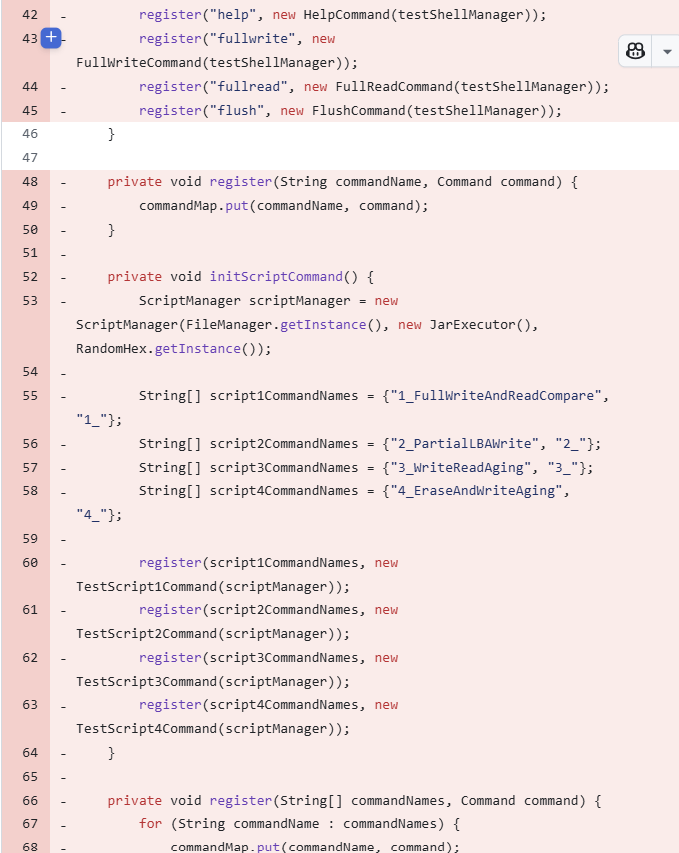 42 - register("help", new HelpCommand(testShellManager));
43 + - register("fullwrite", new
FullWriteCommand(testShellManager));
44 - register("fullread", new FullReadCommand(testShellManager));
45 - register("flush", new FlushCommand(testShellManager));
46 }
47
48 - private void register(String commandName, Command command) {
49 - commandMap.put(commandName, command);
50 - }
51 -
52 - private void initScriptCommand() {
53 - ScriptManager scriptManager = new
ScriptManager(FileManager.getInstance(), new JarExecutor(),
RandomHex.getInstance());
54 -
55 - String[] script1CommandNames = {"1_FullWriteAndReadCompare",
"1_"};
56 - String[] script2CommandNames = {"2_PartialLBAWrite", "2_"};
57 - String[] script3CommandNames = {"3_WriteReadAging", "3_"};
58 - String[] script4CommandNames = {"4_EraseAndWriteAging",
"4_"};
59 -
60 - register(script1CommandNames, new
TestScript1Command(scriptManager));
61 - register(script2CommandNames, new
TestScript2Command(scriptManager));
62 - register(script3CommandNames, new
TestScript3Command(scriptManager));
63 - register(script4CommandNames, new
TestScript4Command(scriptManager));
64 - }
65 -
66 - private void register(String[] commandNames, Command command) {
67 - for (String commandName : commandNames) {
68 - commandMap.put(commandName, command);